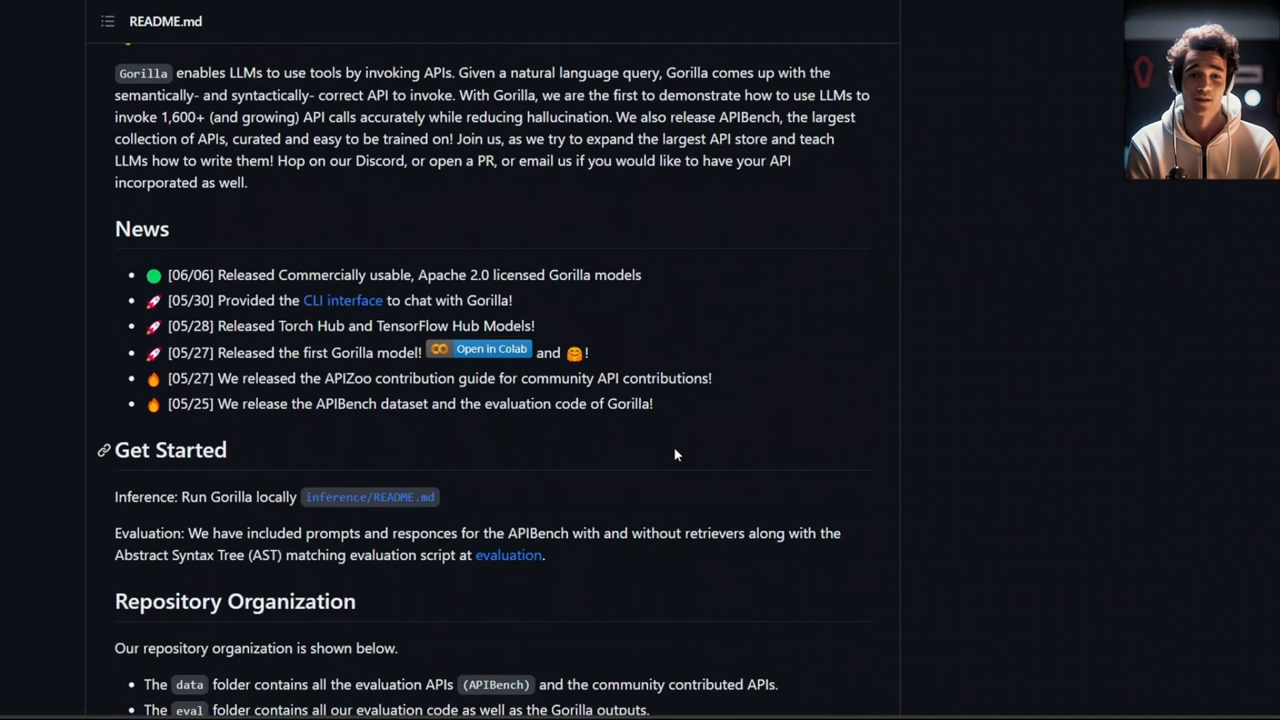 README.md
Gorilla enables LLMs to use tools by invoking APIs. Given a natural language query, Gorilla comes up with the
semantically- and syntactically- correct API to invoke. With Gorilla, we are the first to demonstrate how to use LLMs to
invoke 1,600+ (and growing) API calls accurately while reducing hallucination. We also release APIBench, the largest
collection of APIs, curated and easy to be trained on! Join us, as we try to expand the largest API store and teach
LLMs how to write them! Hop on our Discord, or open a PR, or email us if you would like to have your API
incorporated as well.
News
[06/06] Released Commercially usable, Apache 2.0 licensed Gorilla models
[05/30] Provided the CLI interface to chat with Gorilla!
[05/28] Released Torch Hub and TensorFlow Hub Models!
[05/27] Released the first Gorilla model! Open in Colab and 🤗!
[05/27] We released the APIZoo contribution guide for community API contributions!
[05/25] We release the APIBench dataset and the evaluation code of Gorilla!
Get Started
Inference: Run Gorilla locally inference/README.md
Evaluation: We have included prompts and responces for the APIBench with and without retrievers along with the
Abstract Syntax Tree (AST) matching evaluation script at evaluation.
Repository Organization
Our repository organization is shown below.
The data folder contains all the evaluation APIs (APIBench) and the community contributed APIs.
The eval folder contains all our evaluation code as well as the Gorilla outputs.